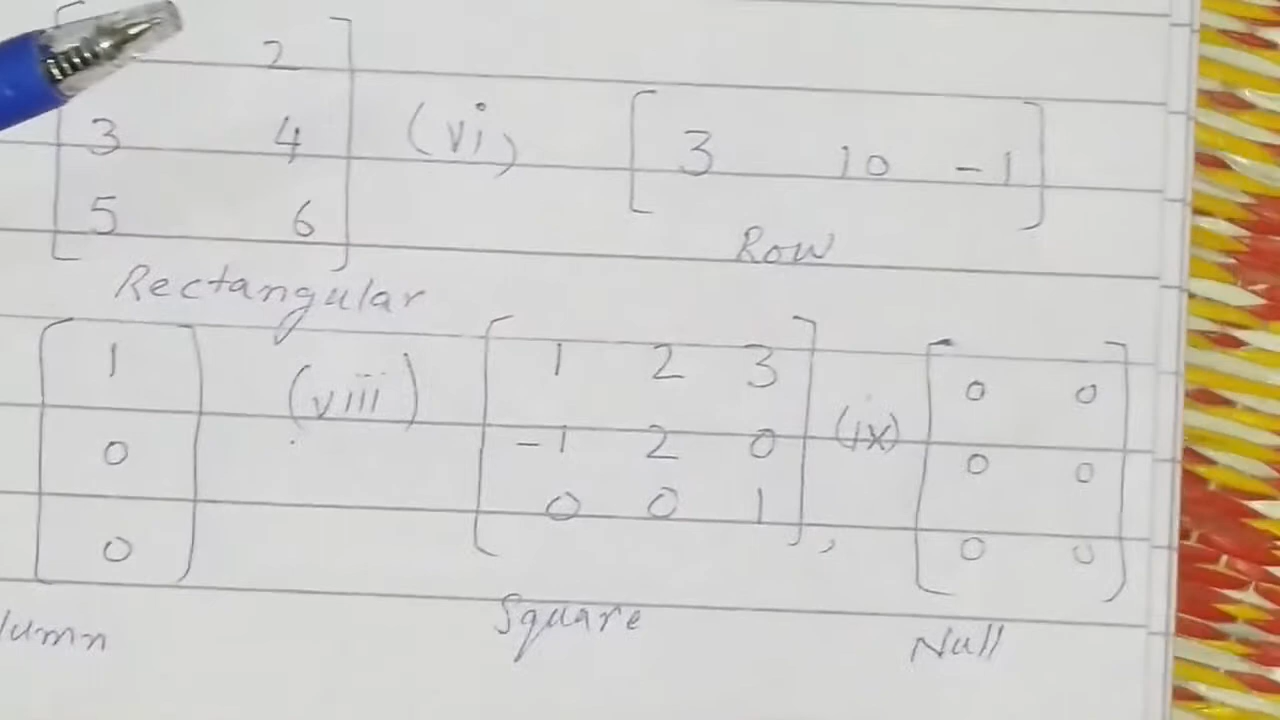 2
3 4 (vi) 3 10 -1
5 6
Row
Rectangular
1 (viii) 1 2 3 (ix) 0 0
0 -1 2 0 0 0
0 0 0 1 , 0 0
Square Null